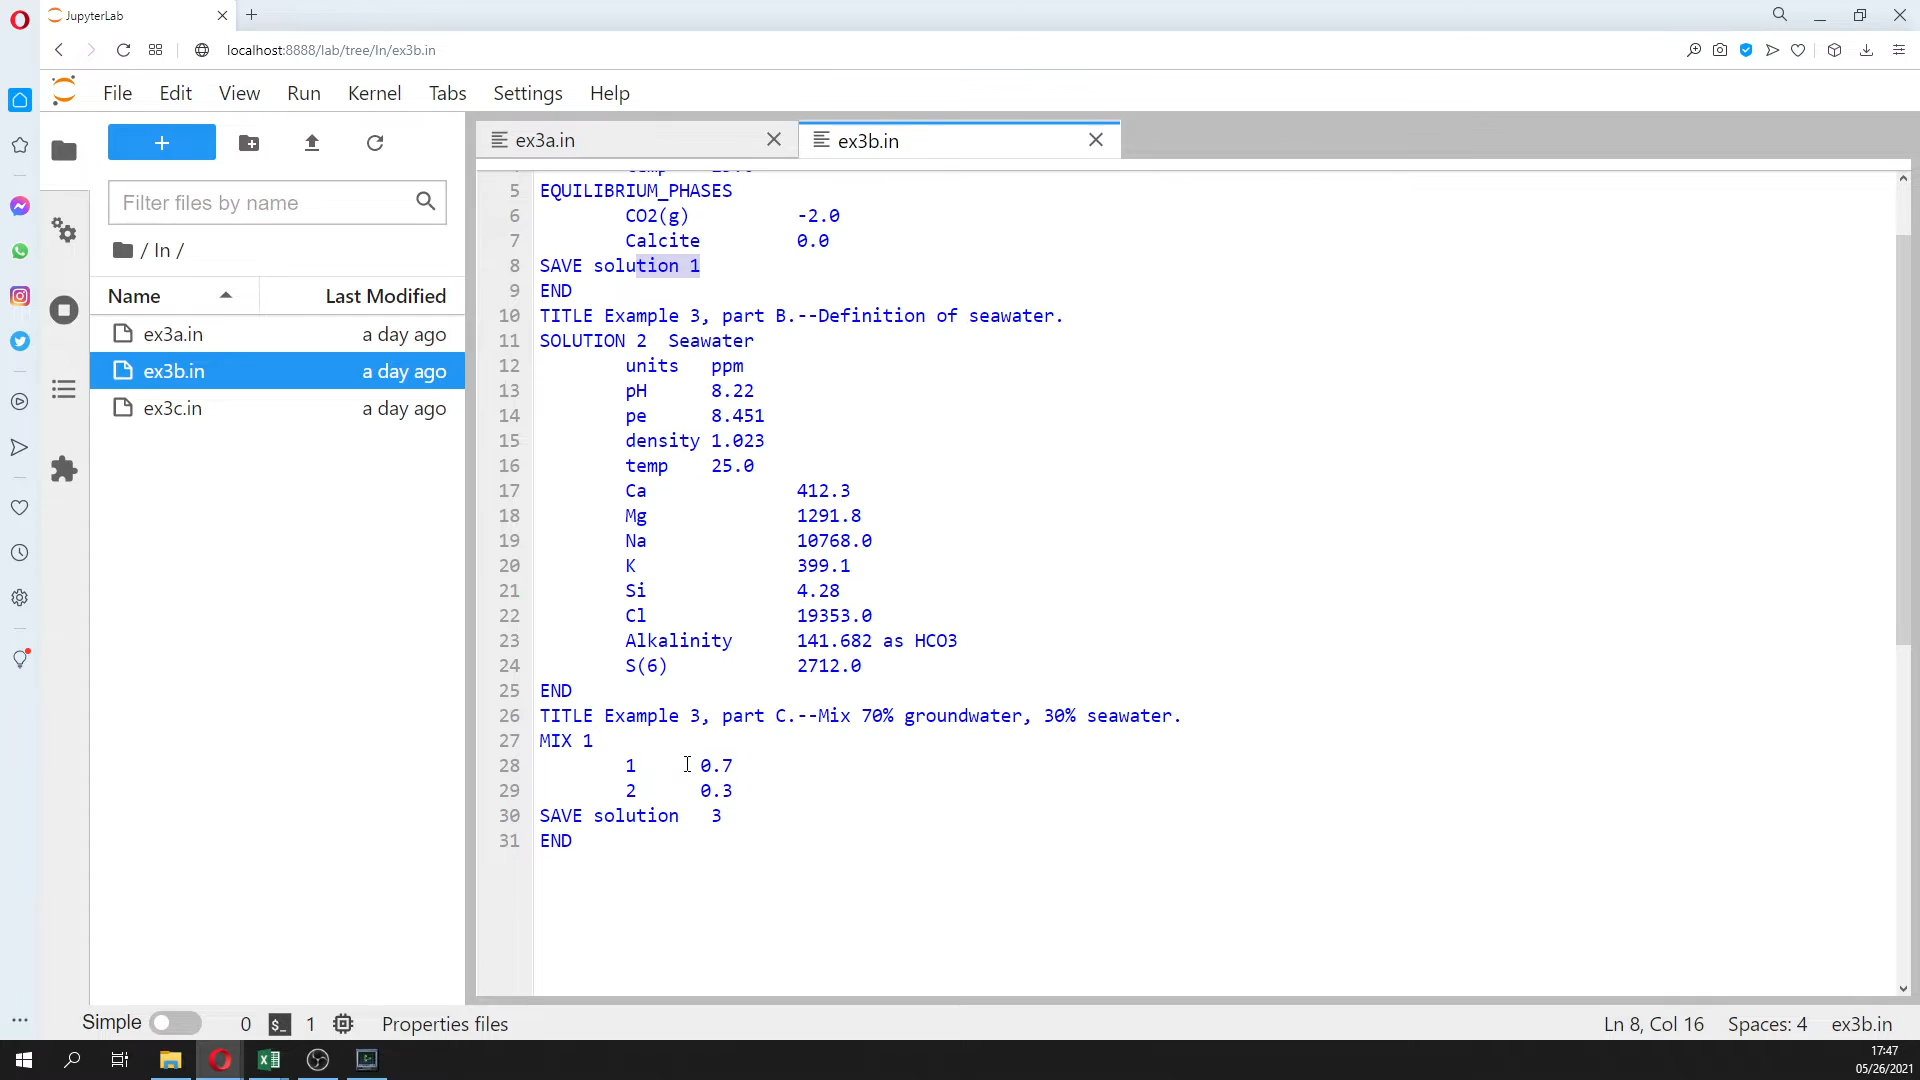 JupyterLab
localhost:8888/lab/tree/In/ex3b.in
File Edit View Run Kernel Tabs Settings Help
+
Filter files by name
/ In /
Name Last Modified
ex3a.in a day ago
ex3b.in a day ago
ex3c.in a day ago
ex3a.in
ex3b.in
5 EQUILIBRIUM_PHASES
6 CO2(g) -2.0
7 Calcite 0.0
8 SAVE solution 1
9 END
10 TITLE Example 3, part B.--Definition of seawater.
11 SOLUTION 2 Seawater
12 units ppm
13 pH 8.22
14 pe 8.451
15 density 1.023
16 temp 25.0
17 Ca 412.3
18 Mg 1291.8
19 Na 10768.0
20 K 399.1
21 Si 4.28
22 Cl 19353.0
23 Alkalinity 141.682 as HCO3
24 S(6) 2712.0
25 END
26 TITLE Example 3, part C.--Mix 70% groundwater, 30% seawater.
27 MIX 1
28 1 0.7
29 2 0.3
30 SAVE solution 3
31 END
Simple 0 $_ 1 Properties files Ln 8, Col 16 Spaces: 4 ex3b.in
17:47
05/26/2021